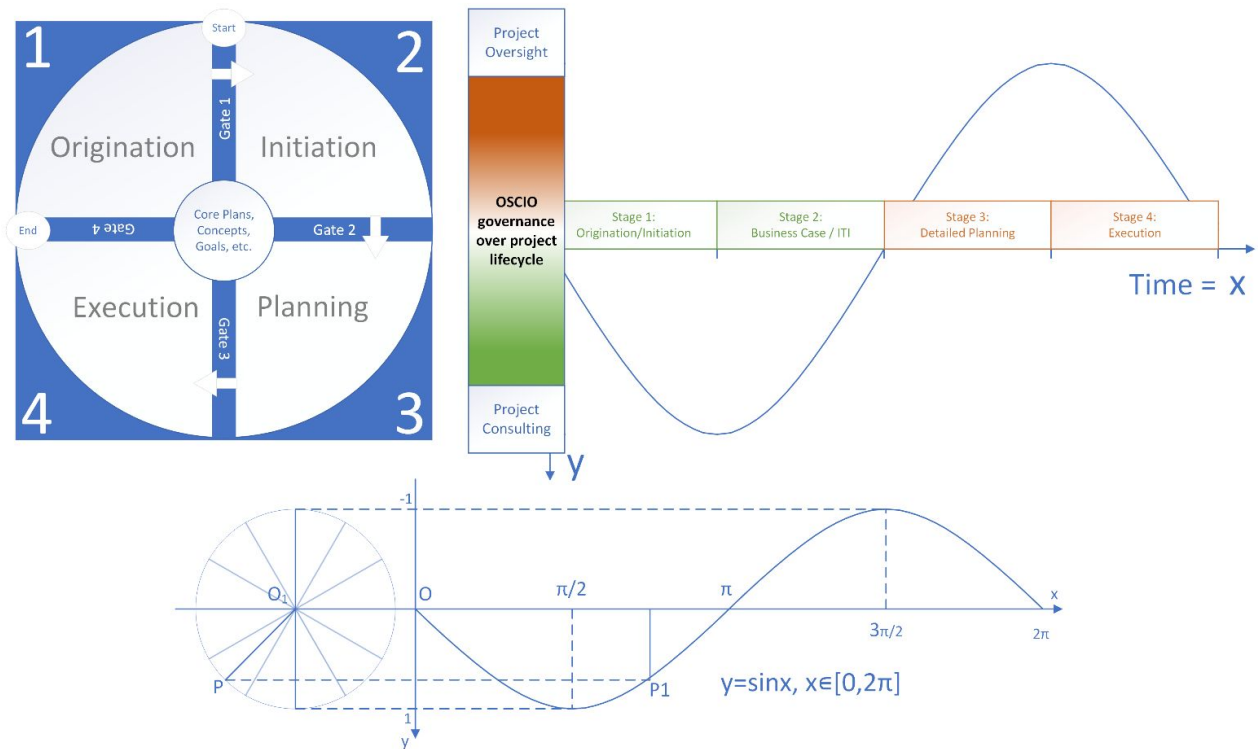 1
2
Start
Gate 1
Origination
Initiation
Core Plans,
Concepts,
Goals, etc.
End
Gate 4
Gate 2
Execution
Planning
Gate 3
4
3
Project
Oversight
OSCIO
governance
over project
lifecycle
Project
Consulting
Stage 1:
Origination/Initiation
Stage 2:
Business Case / ITI
Stage 3:
Detailed Planning
Stage 4:
Execution
Time = x
y
-1
O₁
O
π/2
π
3π/2
x
2π
P
P1
y=sinx, x∈[0,2π]
1
y